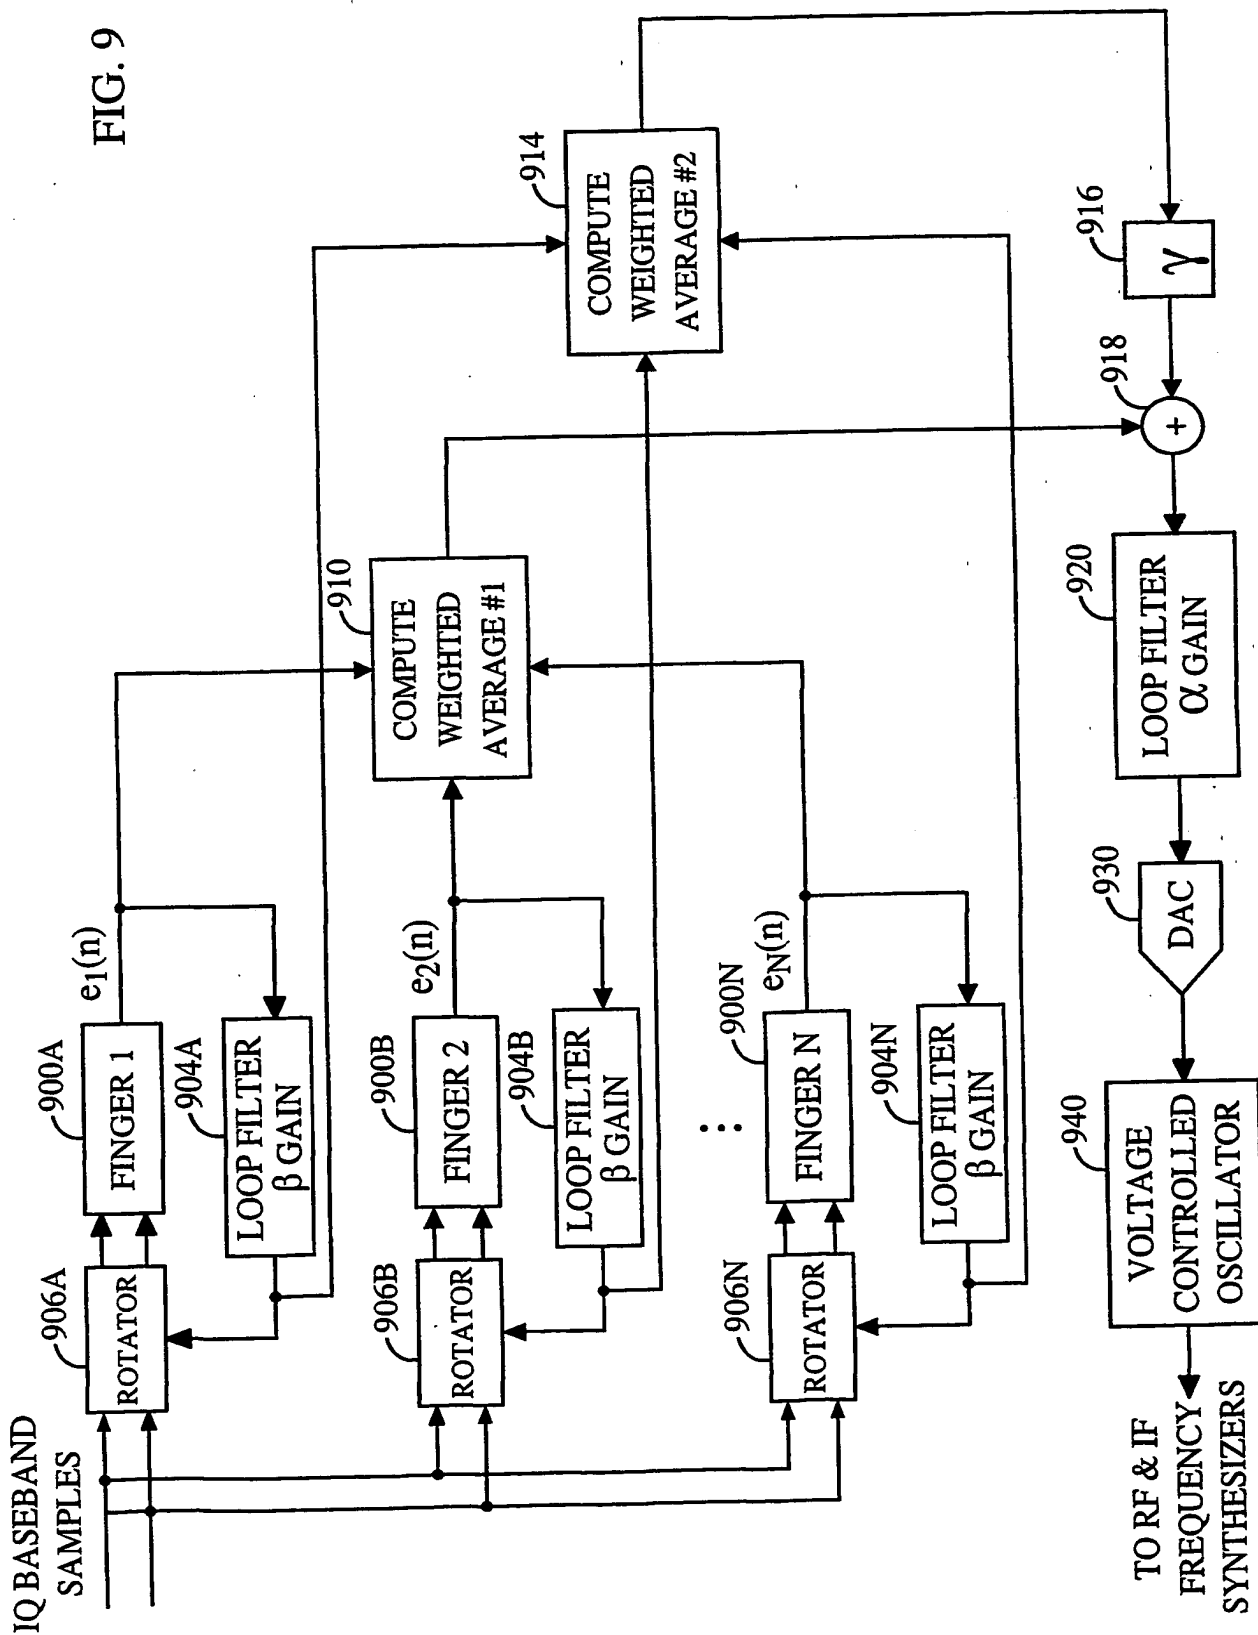 FIG. 9
IQ BASEBAND
SAMPLES
906A
ROTATOR
900A
FINGER 1
e1(n)
904A
LOOP FILTER
β GAIN
906B
ROTATOR
900B
FINGER 2
e2(n)
904B
LOOP FILTER
β GAIN
...
906N
ROTATOR
900N
FINGER N
eN(n)
904N
LOOP FILTER
β GAIN
910
COMPUTE
WEIGHTED
AVERAGE #1
914
COMPUTE
WEIGHTED
AVERAGE #2
916
γ
918
+
920
LOOP FILTER
α GAIN
930
DAC
940
VOLTAGE
CONTROLLED
OSCILLATOR
TO RF & IF
FREQUENCY
SYNTHESIZERS